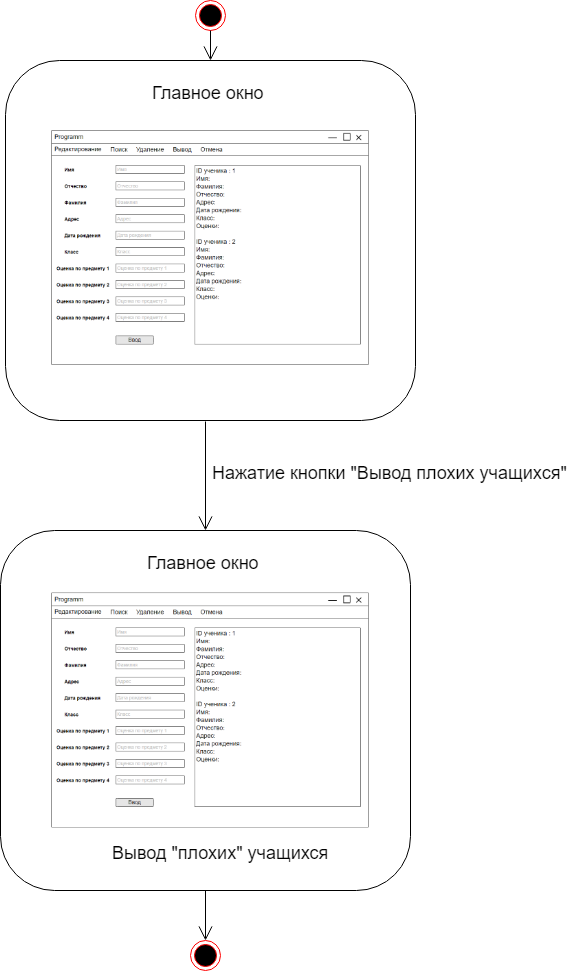 Главное окно
Programm
Редактирование Поиск Удаление Вывод Отмена
Имя Имя
Отчество Отчество
Фамилия Фамилия
Адрес Адрес
Дата рождения Дата рождения
Класс Класс
Оценка по предмету 1 Оценка по предмету 1
Оценка по предмету 2 Оценка по предмету 2
Оценка по предмету 3 Оценка по предмету 3
Оценка по предмету 4 Оценка по предмету 4
Ввод
ID ученика : 1
Имя:
Фамилия:
Отчество:
Адрес:
Дата рождения:
Класс:
Оценки:
ID ученика : 2
Имя:
Фамилия:
Отчество:
Адрес:
Дата рождения:
Класс:
Оценки:
Нажатие кнопки "Вывод плохих учащихся"
Главное окно
Programm
Редактирование Поиск Удаление Вывод Отмена
Имя Имя
Отчество Отчество
Фамилия Фамилия
Адрес Адрес
Дата рождения Дата рождения
Класс Класс
Оценка по предмету 1 Оценка по предмету 1
Оценка по предмету 2 Оценка по предмету 2
Оценка по предмету 3 Оценка по предмету 3
Оценка по предмету 4 Оценка по предмету 4
Ввод
ID ученика : 1
Имя:
Фамилия:
Отчество:
Адрес:
Дата рождения:
Класс:
Оценки:
ID ученика : 2
Имя:
Фамилия:
Отчество:
Адрес:
Дата рождения:
Класс:
Оценки:
Вывод "плохих" учащихся